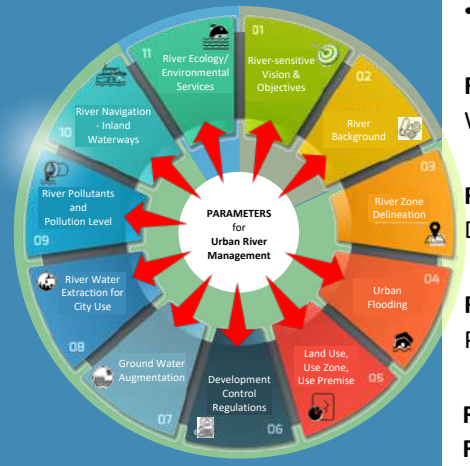 PARAMETERS
for
Urban River
Management
01
River-sensitive
Vision &
Objectives
02
River
Background
03
River Zone
Delineation
04
Urban
Flooding
05
Land Use,
Use Zone,
Use Premise
06
Development
Control
Regulations
07
Ground Water
Augmentation
08
River Water
Extraction for
City Use
09
River Pollutants
and
Pollution Level
10
River Navigation
- Inland
Waterways
11
River Ecology/
Environmental
Services